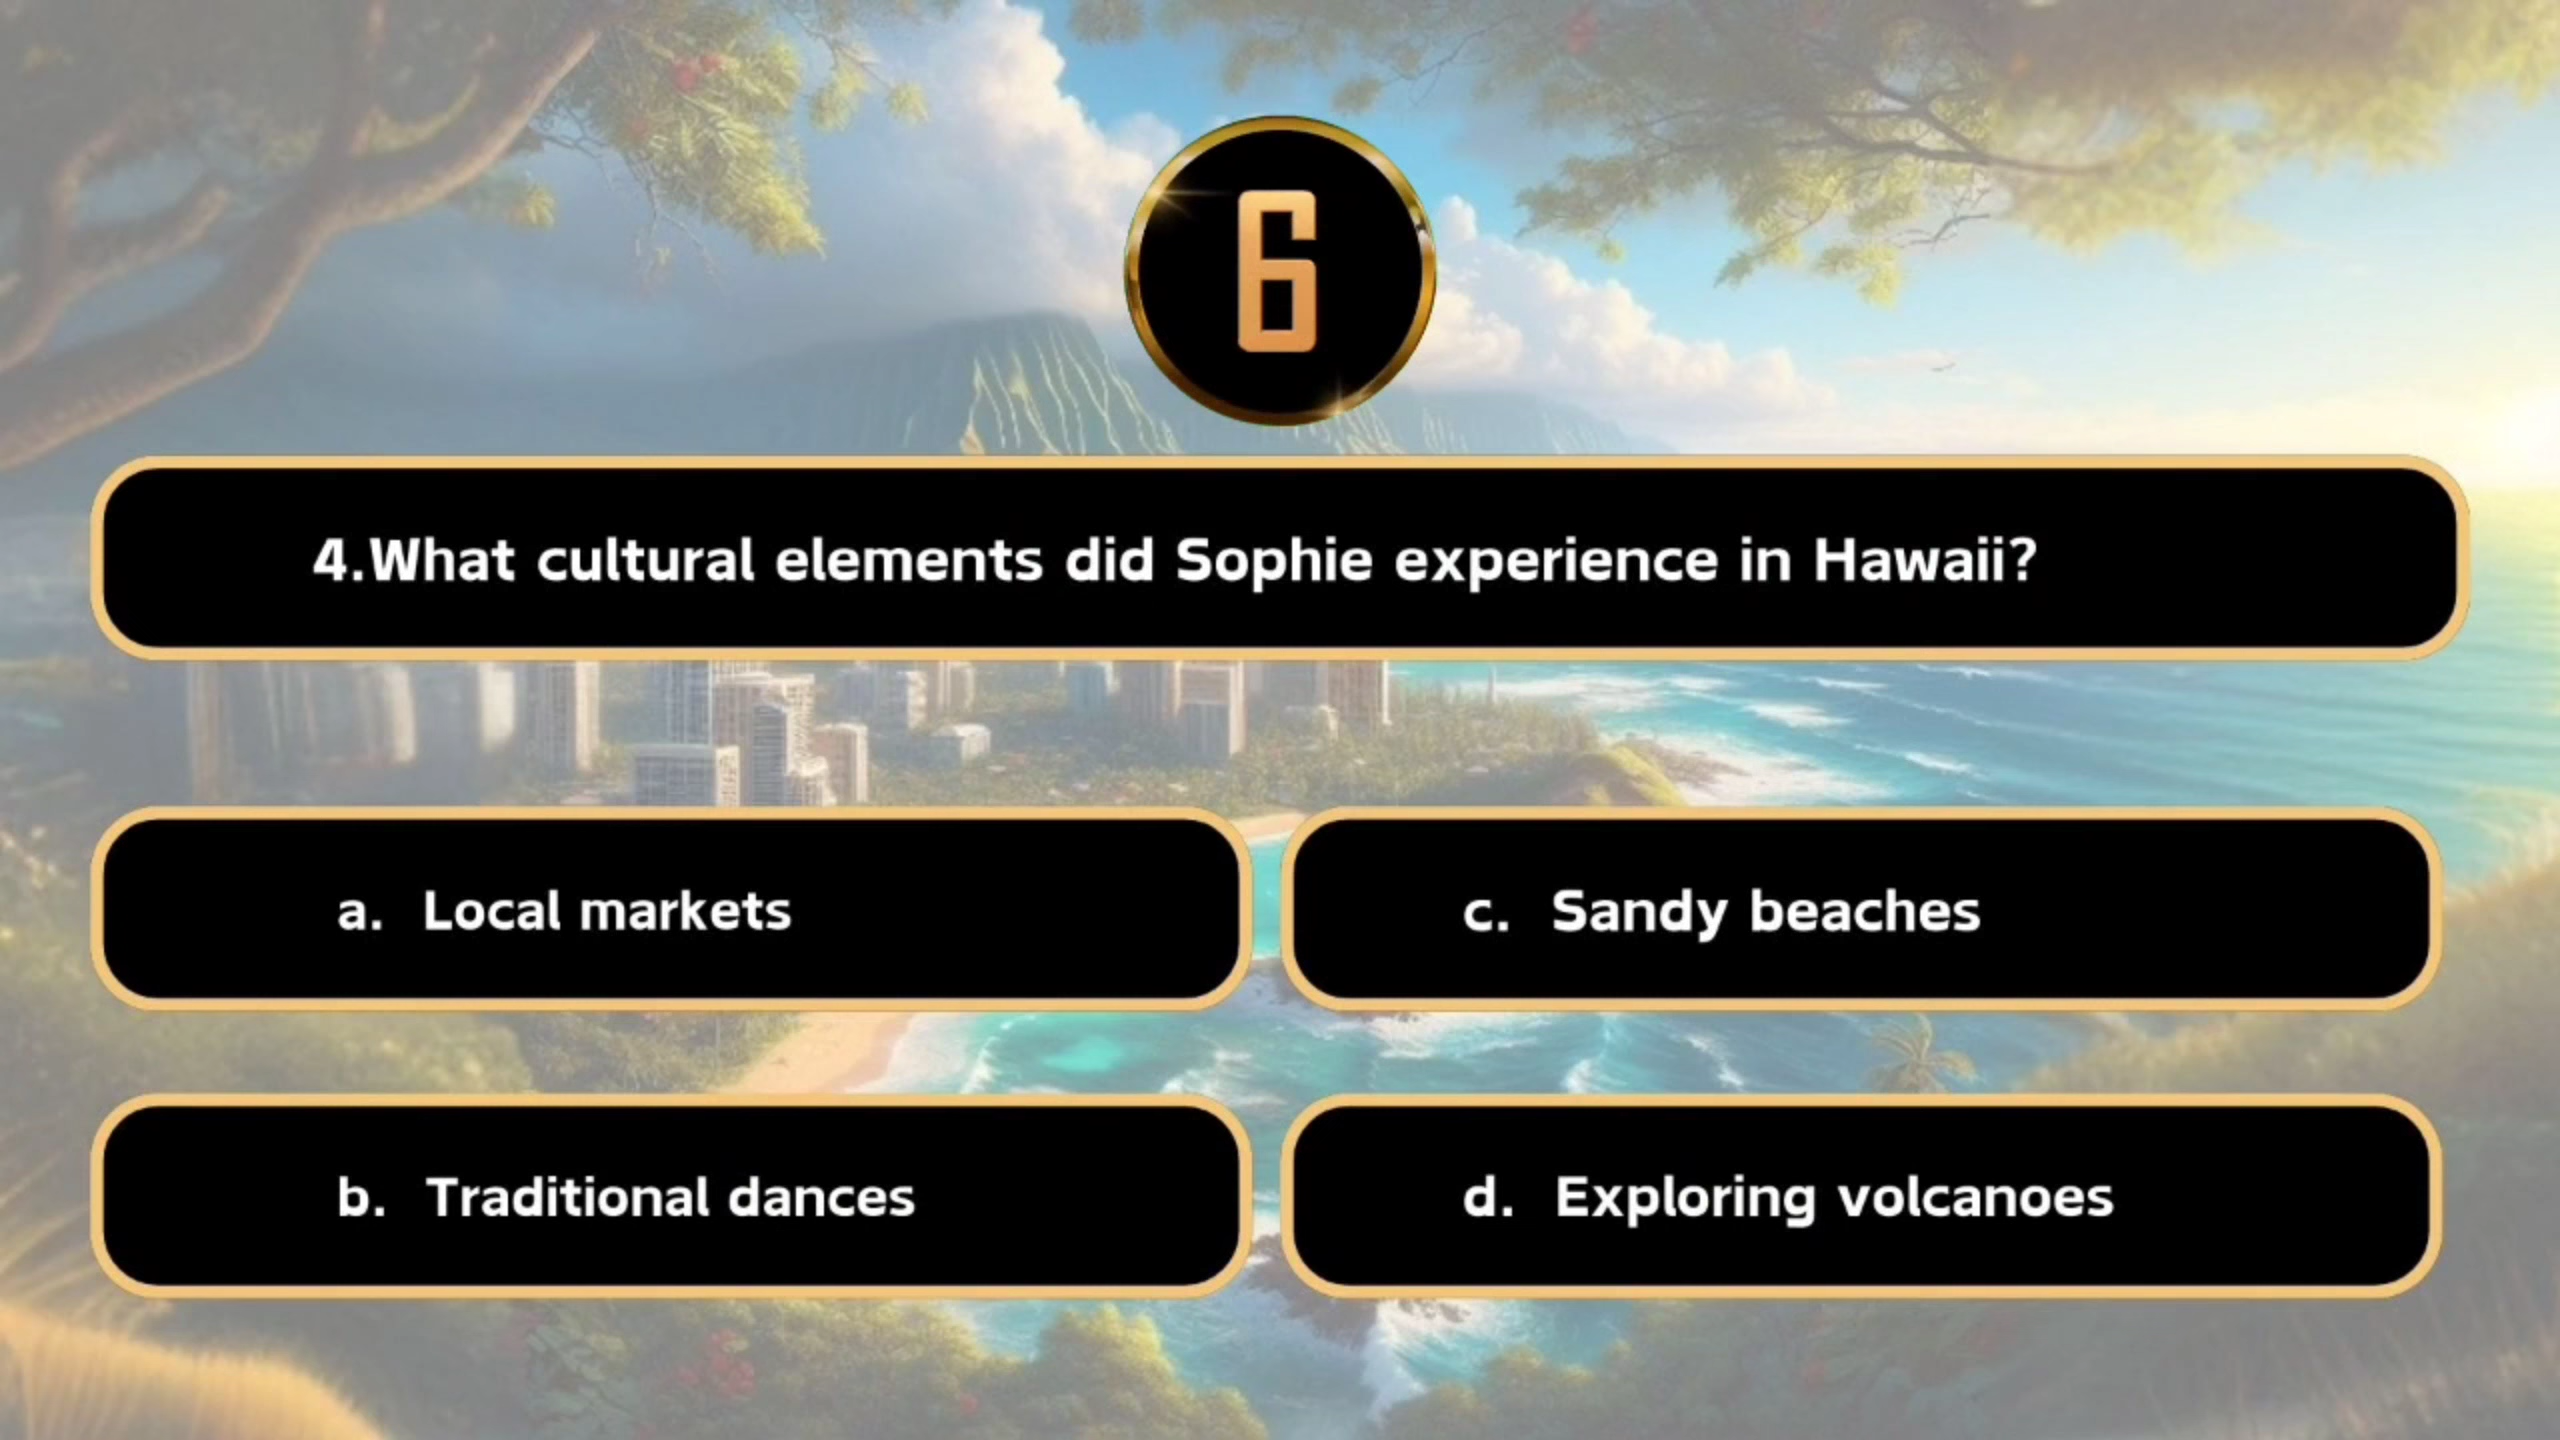 6
4.What cultural elements did Sophie experience in Hawaii?
a. Local markets
c. Sandy beaches
b. Traditional dances
d. Exploring volcanoes